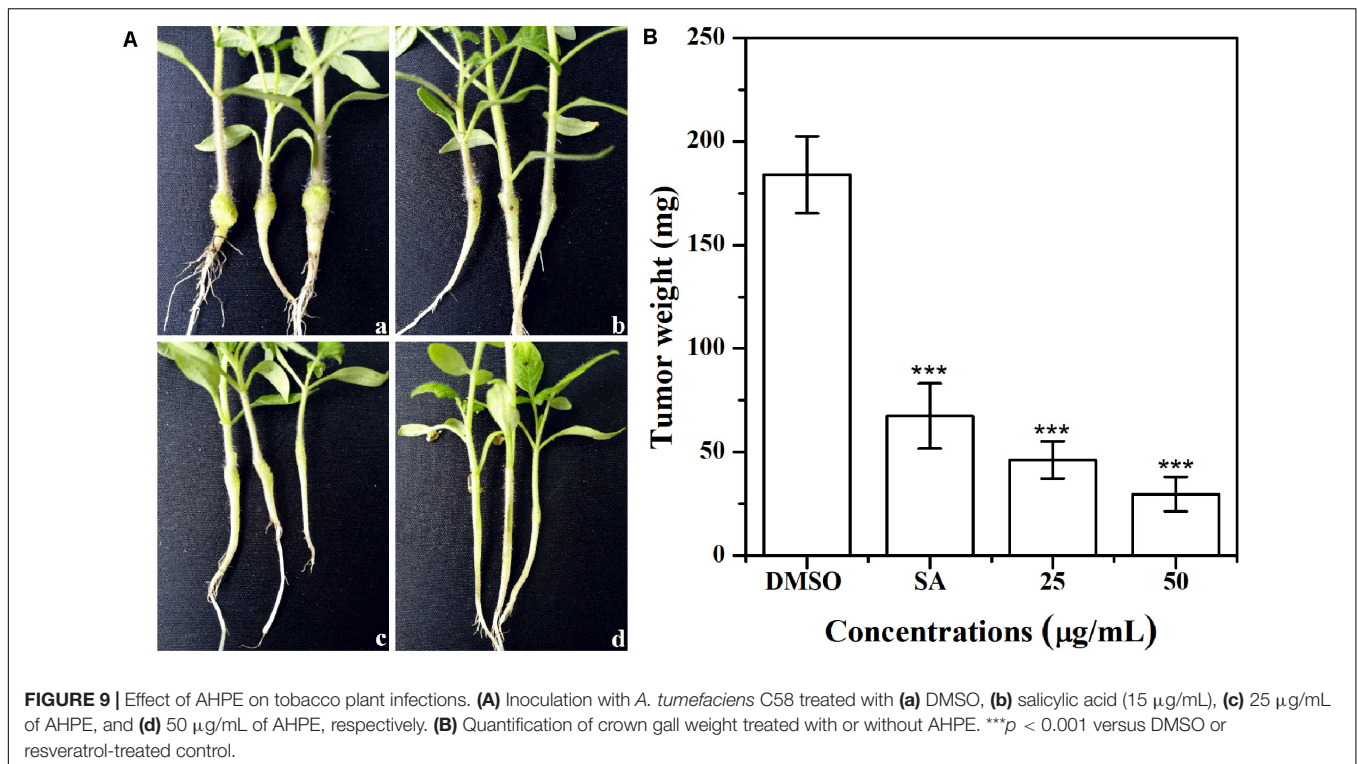 A
a
b
c
d
B
250
200
150
100
50
0
Tumor weight (mg)
***
***
***
DMSO SA 25 50
Concentrations (μg/mL)
FIGURE 9 | Effect of AHPE on tobacco plant infections. (A) Inoculation with A. tumefaciens C58 treated with (a) DMSO, (b) salicylic acid (15 μg/mL), (c) 25 μg/mL
of AHPE, and (d) 50 μg/mL of AHPE, respectively. (B) Quantification of crown gall weight treated with or without AHPE. ***p < 0.001 versus DMSO or
resveratrol-treated control.